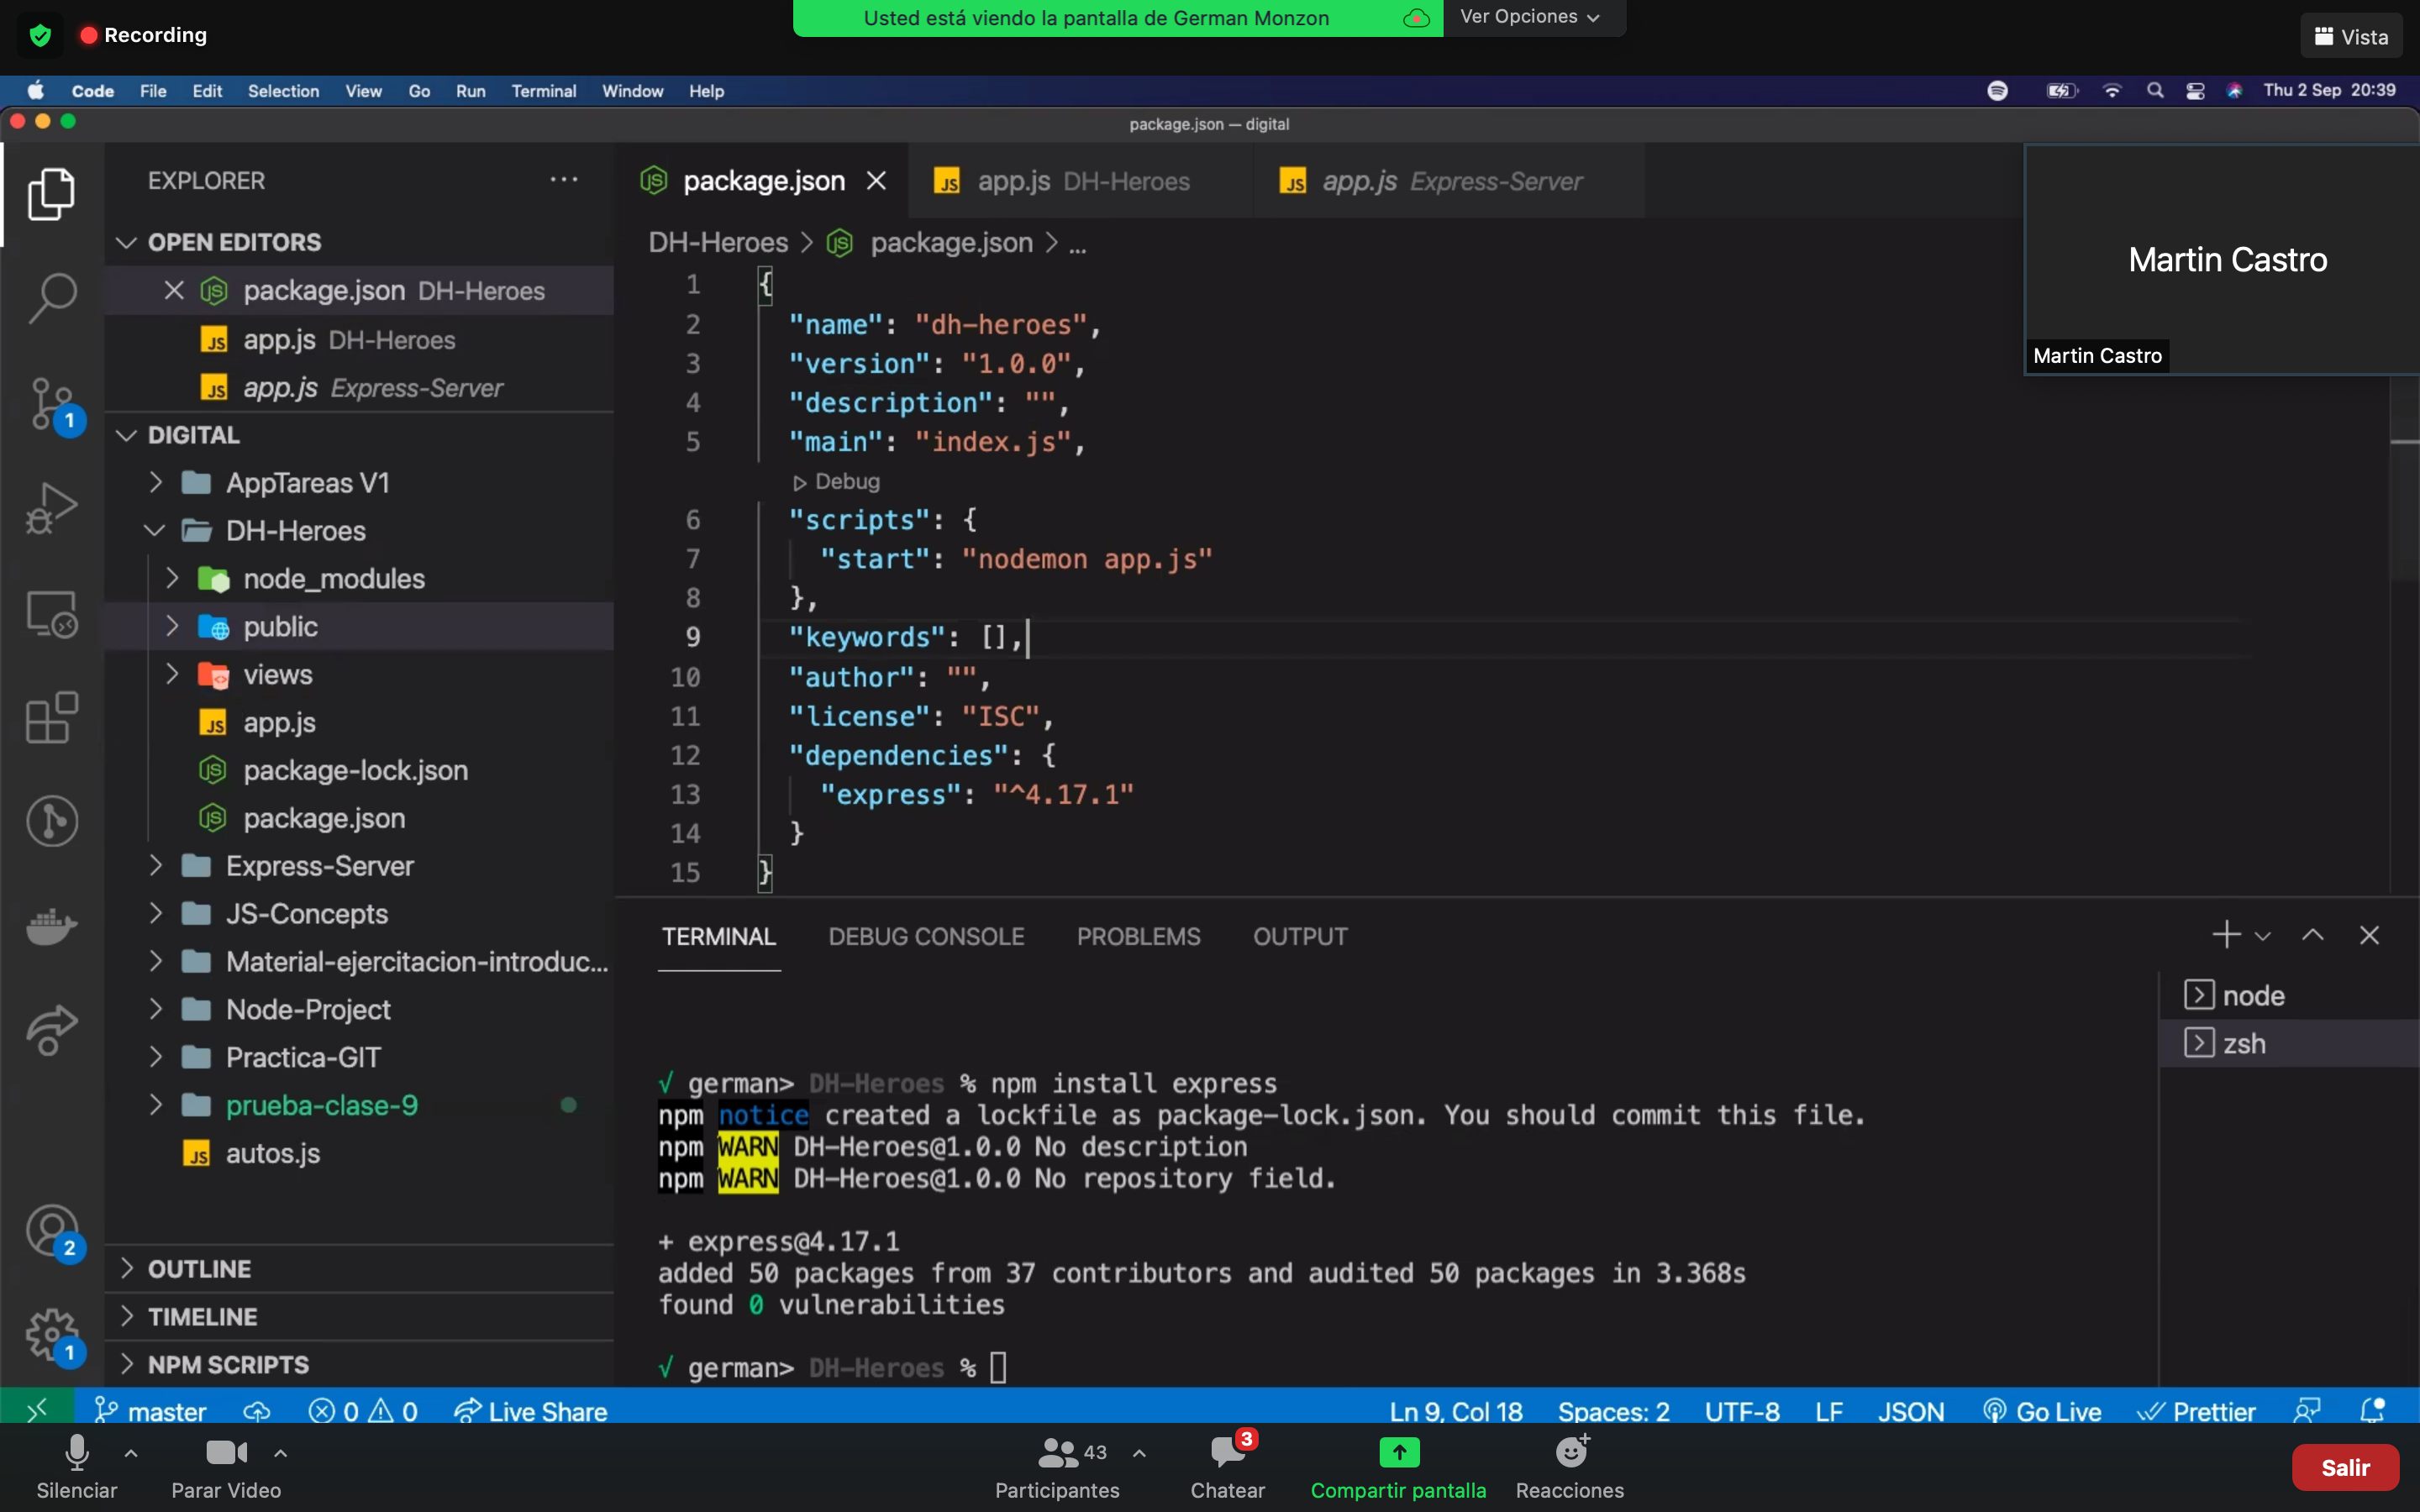 Recording
Usted está viendo la pantalla de German Monzon
Ver Opciones
Vista
Code File Edit Selection View Go Run Terminal Window Help
Thu 2 Sep 20:39
package.json — digital
EXPLORER
package.json
app.js DH-Heroes
app.js Express-Server
Martin Castro
Martin Castro
OPEN EDITORS
package.json DH-Heroes
app.js DH-Heroes
app.js Express-Server
DIGITAL
AppTareas V1
DH-Heroes
node_modules
public
views
app.js
package-lock.json
package.json
Express-Server
JS-Concepts
Material-ejercitacion-introduc...
Node-Project
Practica-GIT
prueba-clase-9
autos.js
OUTLINE
TIMELINE
NPM SCRIPTS
1
2
1
DH-Heroes > package.json > ...
1 {
2 "name": "dh-heroes",
3 "version": "1.0.0",
4 "description": "",
5 "main": "index.js",
Debug
6 "scripts": {
7 "start": "nodemon app.js"
8 },
9 "keywords": [],
10 "author": "",
11 "license": "ISC",
12 "dependencies": {
13 "express": "^4.17.1"
14 }
15 }
TERMINAL DEBUG CONSOLE PROBLEMS OUTPUT
node
zsh
√ german> DH-Heroes % npm install express
npm notice created a lockfile as package-lock.json. You should commit this file.
npm WARN DH-Heroes@1.0.0 No description
npm WARN DH-Heroes@1.0.0 No repository field.
+ express@4.17.1
added 50 packages from 37 contributors and audited 50 packages in 3.368s
found 0 vulnerabilities
√ german> DH-Heroes %
master 0 0 Live Share
Ln 9, Col 18 Spaces: 2 UTF-8 LF JSON Go Live Prettier
Silenciar
Parar Video
43
Participantes
3
Chatear
Compartir pantalla
Reacciones
Salir